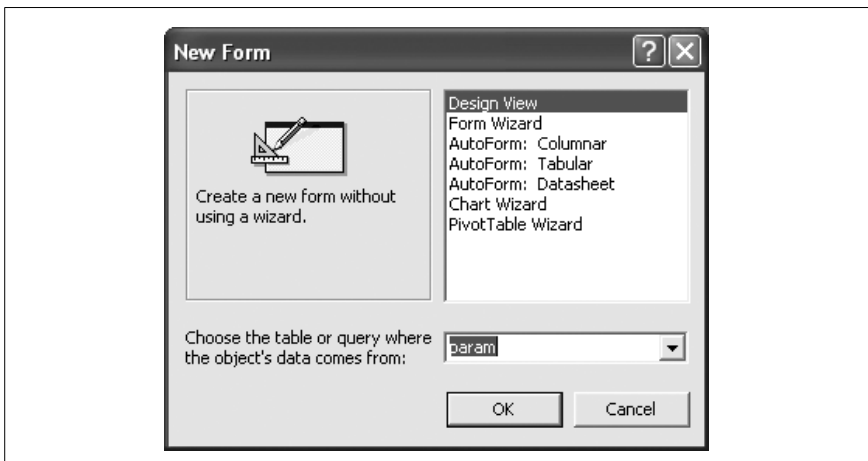 New Form
Create a new form without
using a wizard.
Design View
Form Wizard
AutoForm: Columnar
AutoForm: Tabular
AutoForm: Datasheet
Chart Wizard
PivotTable Wizard
Choose the table or query where
the object's data comes from:
param
OK
Cancel